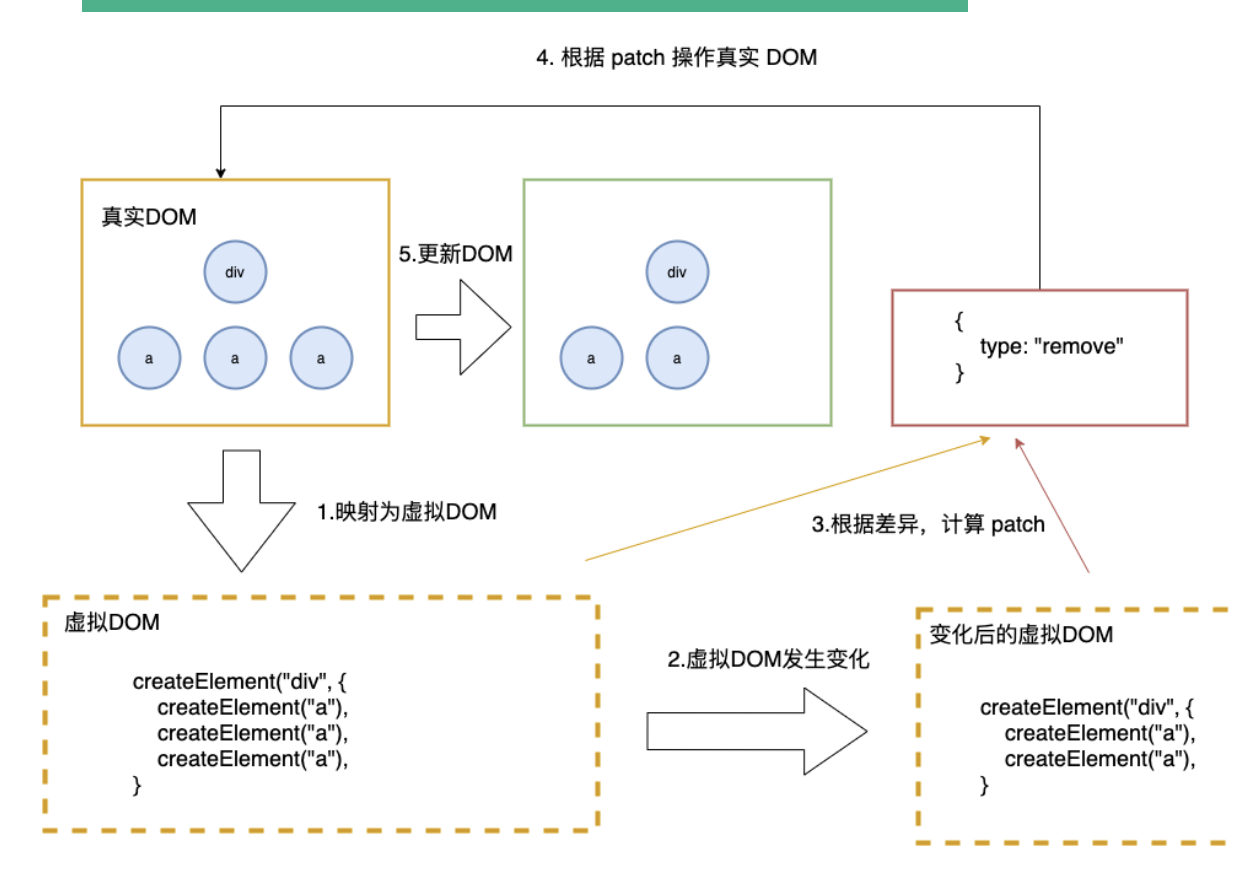 4. 根据 patch 操作真实 DOM
真实DOM
div
a
a
a
5.更新DOM
div
a
a
{
type: "remove"
}
1.映射为虚拟DOM
3.根据差异，计算 patch
虚拟DOM
createElement("div", {
createElement("a"),
createElement("a"),
createElement("a"),
}
2.虚拟DOM发生变化
变化后的虚拟DOM
createElement("div", {
createElement("a"),
createElement("a"),
}